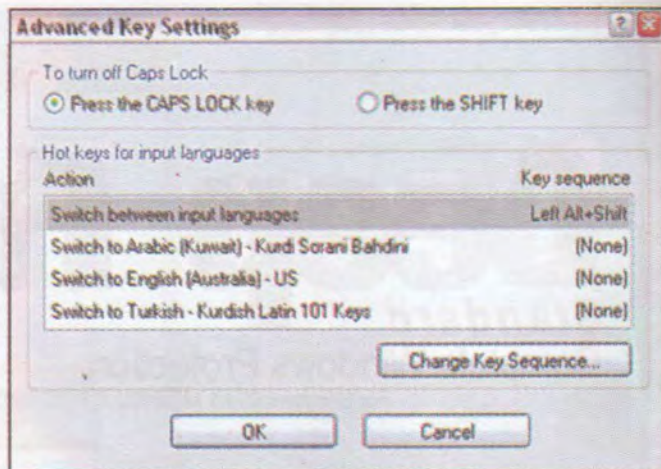 Advanced Key Settings
To turn off Caps Lock
Press the CAPS LOCK key Press the SHIFT key
Hot keys for input languages
Action Key sequence
Switch between input languages Left Alt+Shift
Switch to Arabic (Kuwait) - Kurdi Sorani Bahdini (None)
Switch to English (Australia) - US (None)
Switch to Turkish - Kurdish Latin 101 Keys (None)
Change Key Sequence...
OK Cancel